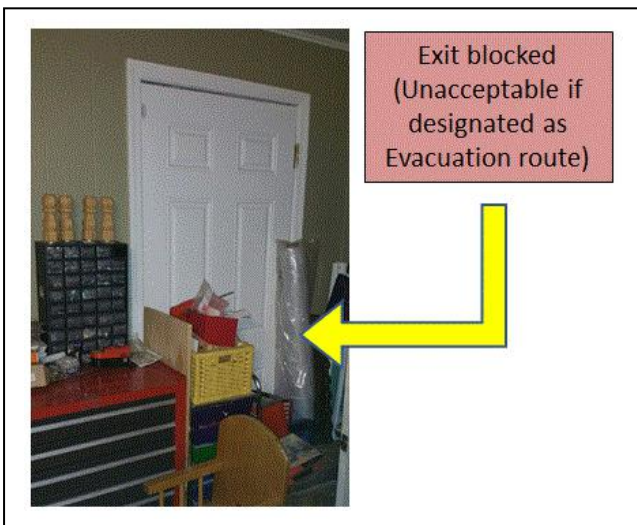 Exit blocked
(Unacceptable if
designated as
Evacuation route)